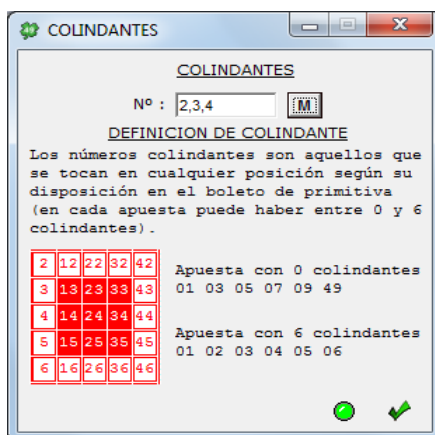 COLINDANTES
COLINDANTES
Nº : 2,3,4 M
DEFINICION DE COLINDANTE
Los números colindantes son aquellos que
se tocan en cualquier posición según su
disposición en el boleto de primitiva
(en cada apuesta puede haber entre 0 y 6
colindantes).
2 12 22 32 42
3 13 23 33 43
4 14 24 34 44
5 15 25 35 45
6 16 26 36 46
Apuesta con 0 colindantes
01 03 05 07 09 49
Apuesta con 6 colindantes
01 02 03 04 05 06